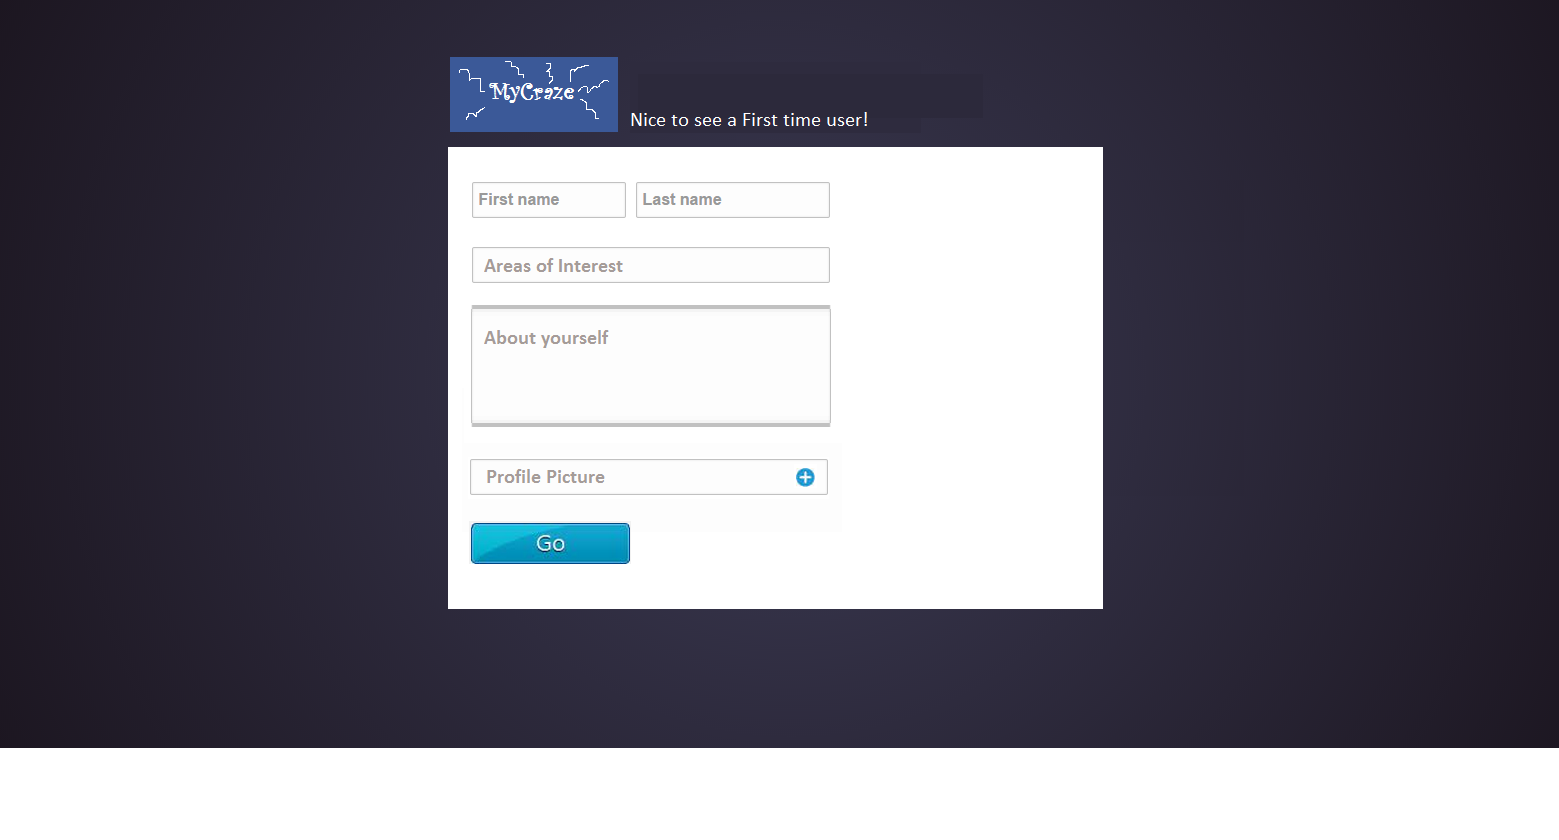 MyCraze
Nice to see a First time user!
First name
Last name
Areas of Interest
About yourself
Profile Picture
Go